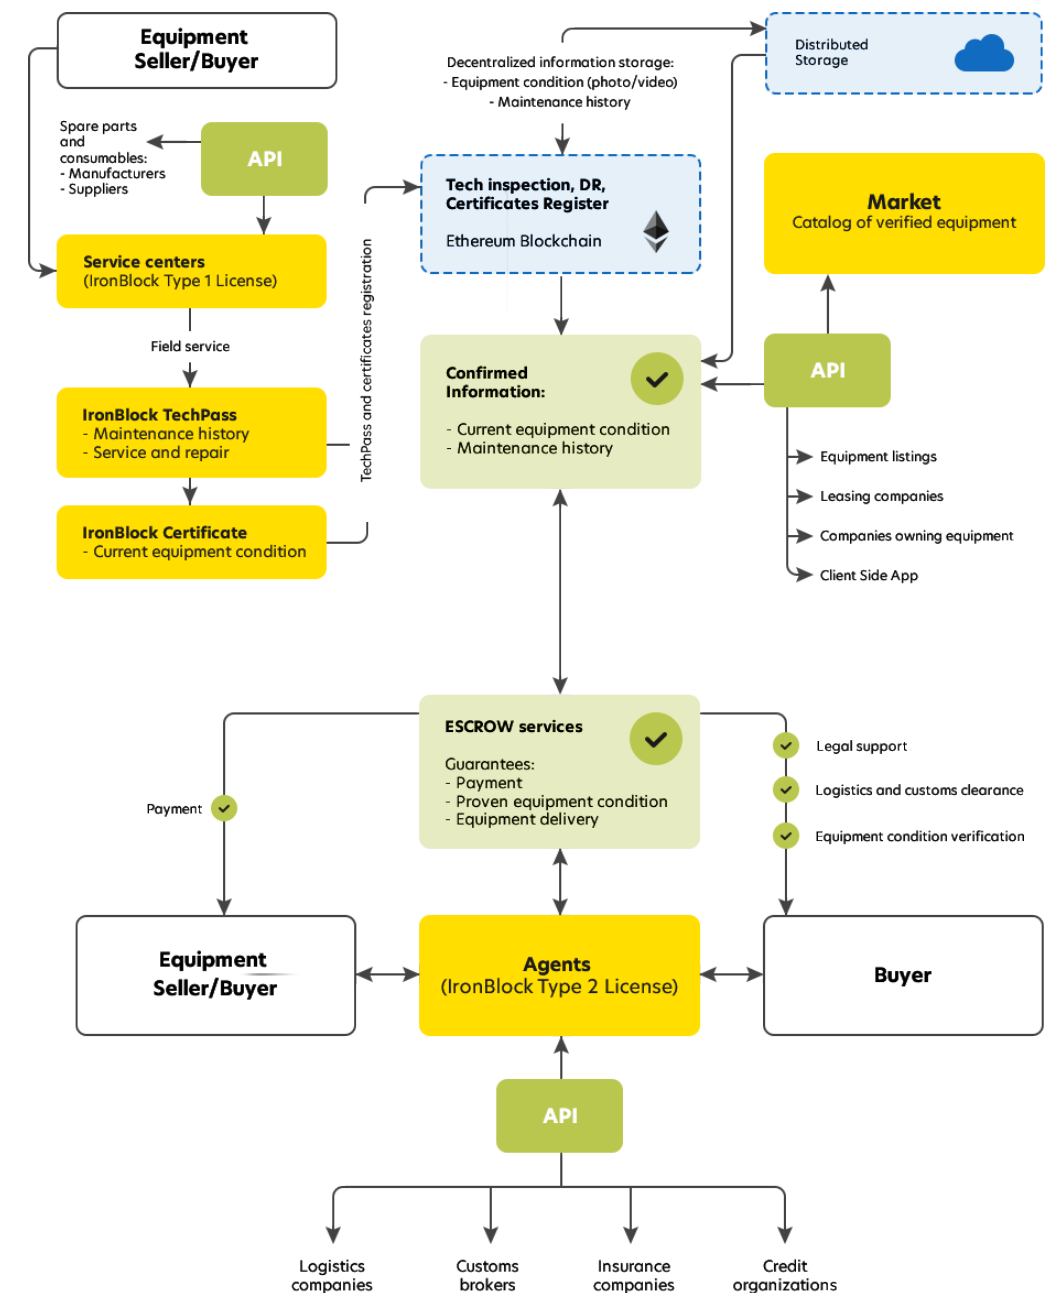 Equipment
Seller/Buyer
Decentralized information storage:
- Equipment condition (photo/video)
- Maintenance history
Distributed
Storage
Spare parts
and
consumables:
- Manufacturers
- Suppliers
API
Tech inspection, DR,
Certificates Register
Ethereum Blockchain
Market
Catalog of verified equipment
Service centers
(IronBlock Type 1 License)
Field service
TechPass and certificates registration
Confirmed
Information:
- Current equipment condition
- Maintenance history
API
IronBlock TechPass
- Maintenance history
- Service and repair
IronBlock Certificate
- Current equipment condition
Equipment listings
Leasing companies
Companies owning equipment
Client Side App
ESCROW services
Guarantees:
- Payment
- Proven equipment condition
- Equipment delivery
Payment
Legal support
Logistics and customs clearance
Equipment condition verification
Equipment
Seller/Buyer
Agents
(IronBlock Type 2 License)
Buyer
API
Logistics
companies
Customs
brokers
Insurance
companies
Credit
organizations